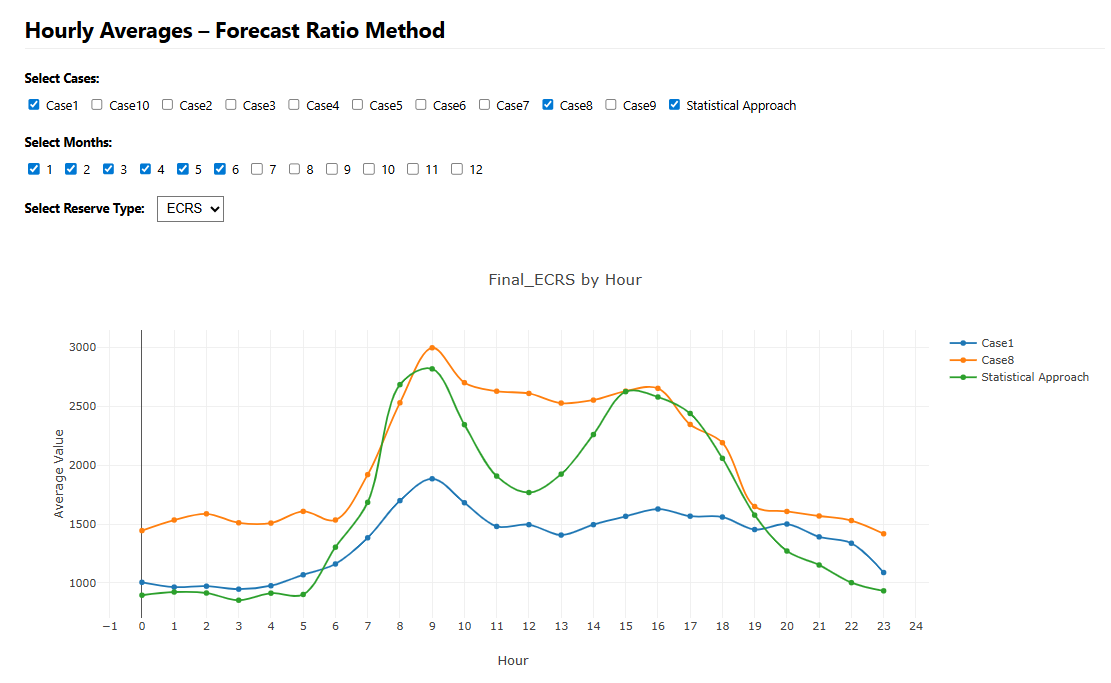 Hourly Averages – Forecast Ratio Method
Select Cases:
Case1 Case10 Case2 Case3 Case4 Case5 Case6 Case7 Case8 Case9 Statistical Approach
Select Months:
1 2 3 4 5 6 7 8 9 10 11 12
Select Reserve Type: ECRS
Final_ECRS by Hour
3000
2500
2000
1500
1000
Average Value
Case1
Case8
Statistical Approach
−1 0 1 2 3 4 5 6 7 8 9 10 11 12 13 14 15 16 17 18 19 20 21 22 23 24
Hour